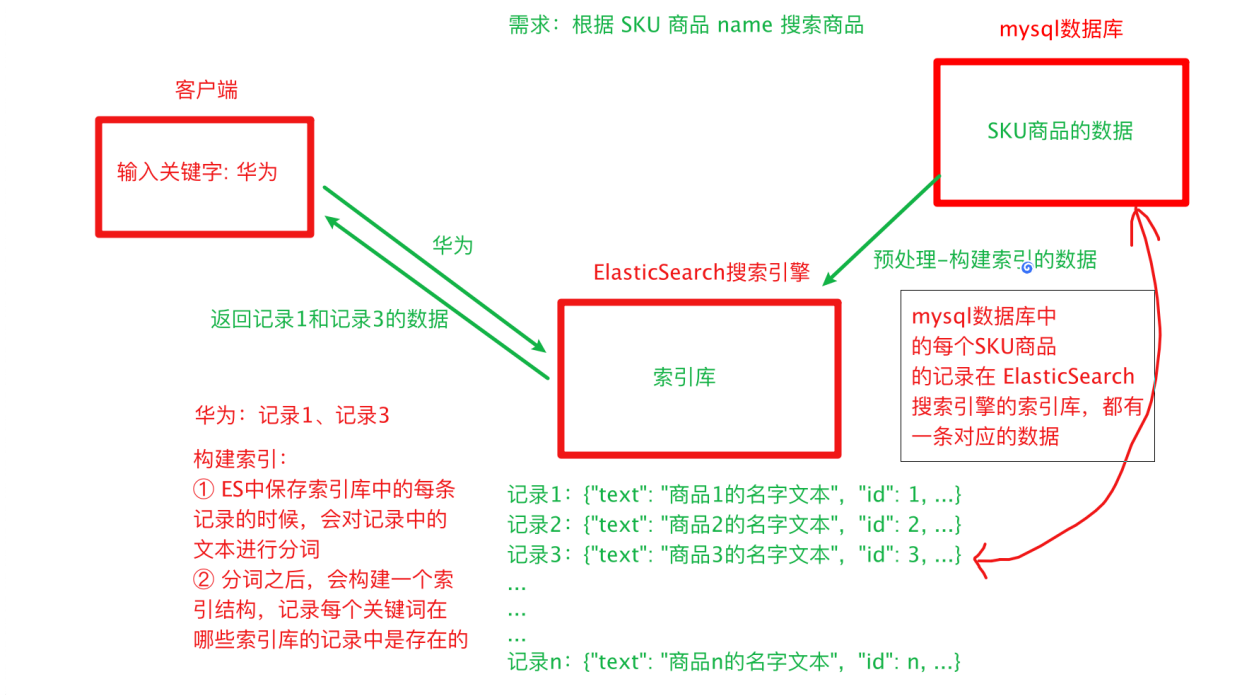 需求：根据 SKU 商品 name 搜索商品
mysql数据库
客户端
SKU商品的数据
输入关键字: 华为
华为
ElasticSearch搜索引擎
预处理-构建索引的数据
返回记录1和记录3的数据
索引库
mysql数据库中
的每个SKU商品
的记录在 ElasticSearch
搜索引擎的索引库，都有
一条对应的数据
华为：记录1、记录3
构建索引：
① ES中保存索引库中的每条
记录的时候，会对记录中的
文本进行分词
② 分词之后，会构建一个索
引结构，记录每个关键词在
哪些索引库的记录中是存在的
记录1：{"text": "商品1的名字文本"，"id": 1, ...}
记录2：{"text": "商品2的名字文本"，"id": 2, ...}
记录3：{"text": "商品3的名字文本"，"id": 3, ...}
...
...
...
记录n：{"text": "商品n的名字文本"，"id": n, ...}